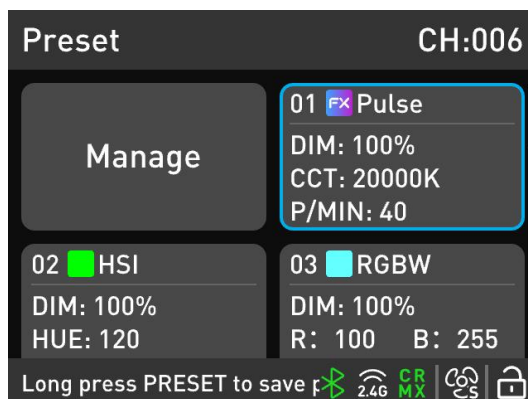 Preset CH:006
Manage
01 FX Pulse
DIM: 100%
CCT: 20000K
P/MIN: 40
02 HSI
DIM: 100%
HUE: 120
03 RGBW
DIM: 100%
R: 100 B: 255
Long press PRESET to save
2.4G
CR
MX
S